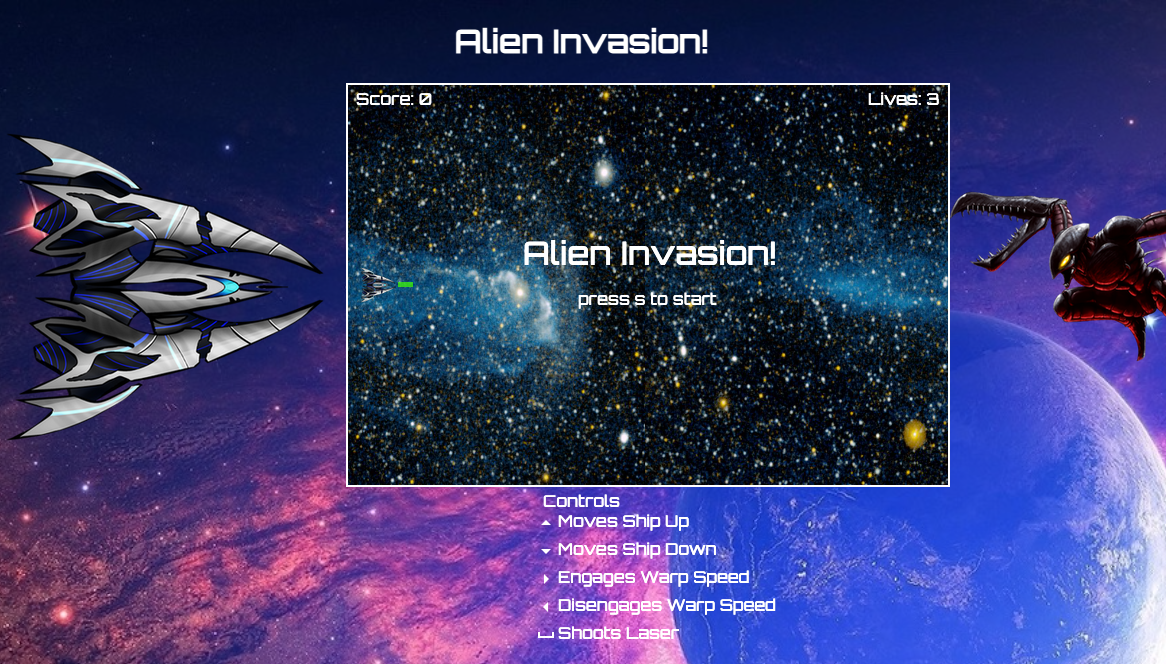 Alien Invasion!
Score: 0
Lives: 3
Alien Invasion!
press s to start
Controls
Moves Ship Up
Moves Ship Down
Engages Warp Speed
Disengages Warp Speed
Shoots Laser